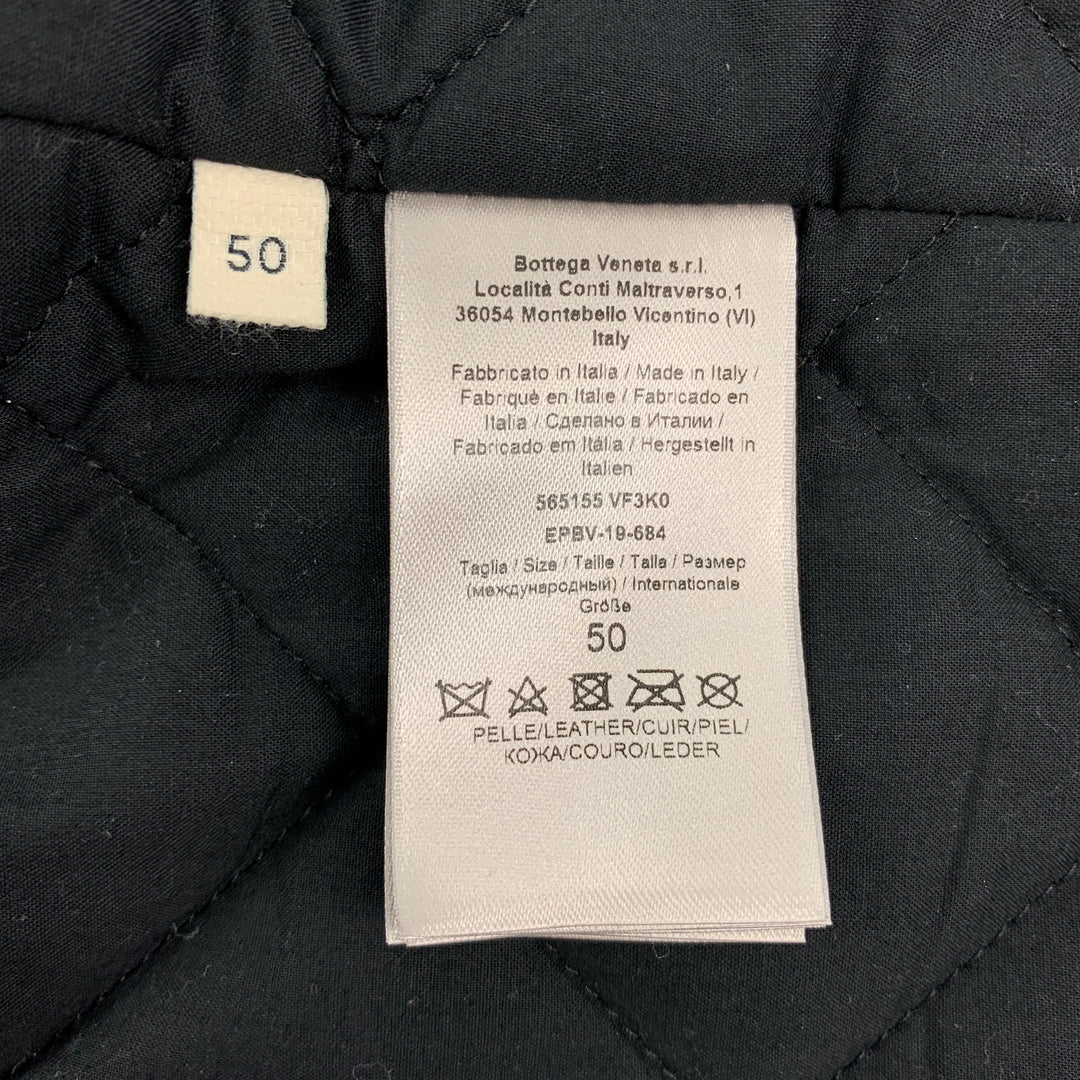 50
Bottega Veneta s.r.l.
Località Conti Maltraverso,1
36054 Montebello Vicentino (VI)
Italy
Fabbricato in Italia / Made in Italy /
Fabriqué en Italie / Fabricado en
Italia / Сделано в Италии /
Fabricado em Itália / Hergestellt in
Italien
565155 VF3K0
EPBV-19-684
Taglia / Size / Taille / Talla / Размер
(международный) / Internationale
Größe
50
PELLE/LEATHER/CUIR/PIEL/
КОЖА/COURO/LEDER